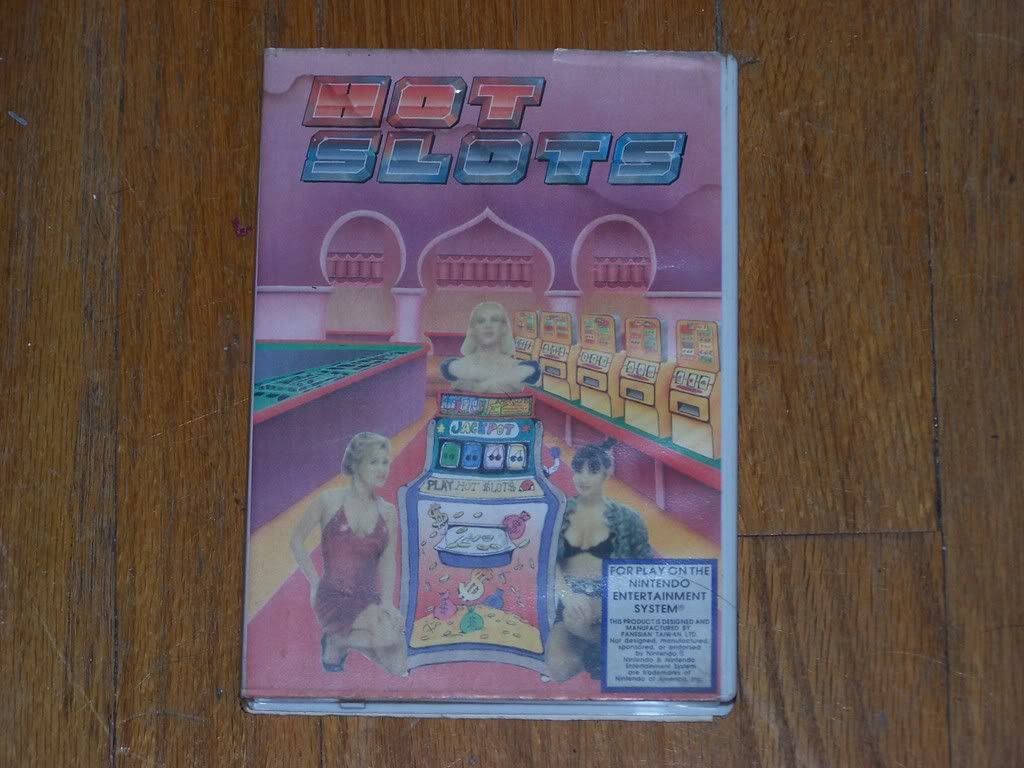 HOT
SLOTS
JACKPOT
PLAY HOT SLOTS
FOR PLAY ON THE
NINTENDO
ENTERTAINMENT
SYSTEM®
THIS PRODUCT IS DESIGNED AND
MANUFACTURED BY
PANESIAN TAIWAN LTD.
Not designed, manufactured,
sponsored, or endorsed
by Nintendo.®
Nintendo & Nintendo
Entertainment System
are trademarks of
Nintendo of America, Inc.